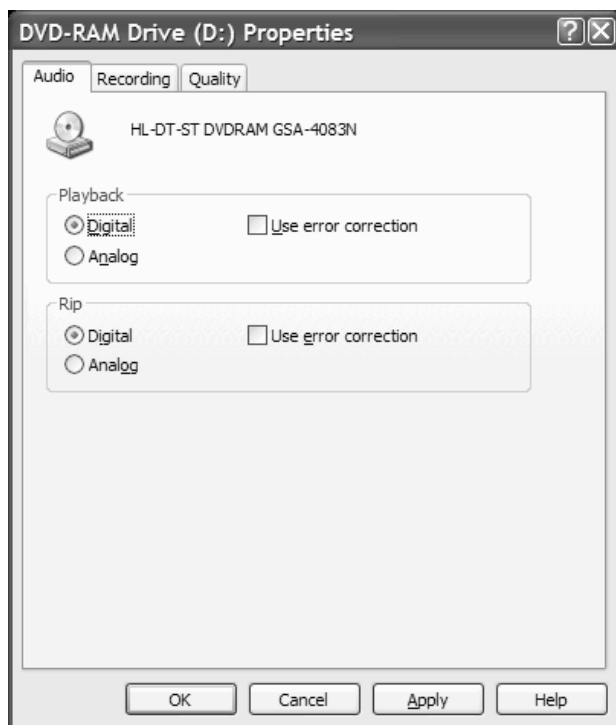 DVD-RAM Drive (D:) Properties
Audio Recording Quality
HL-DT-ST DVDRAM GSA-4083N
Playback
Digital Use error correction
Analog
Rip
Digital Use error correction
Analog
OK Cancel Apply Help